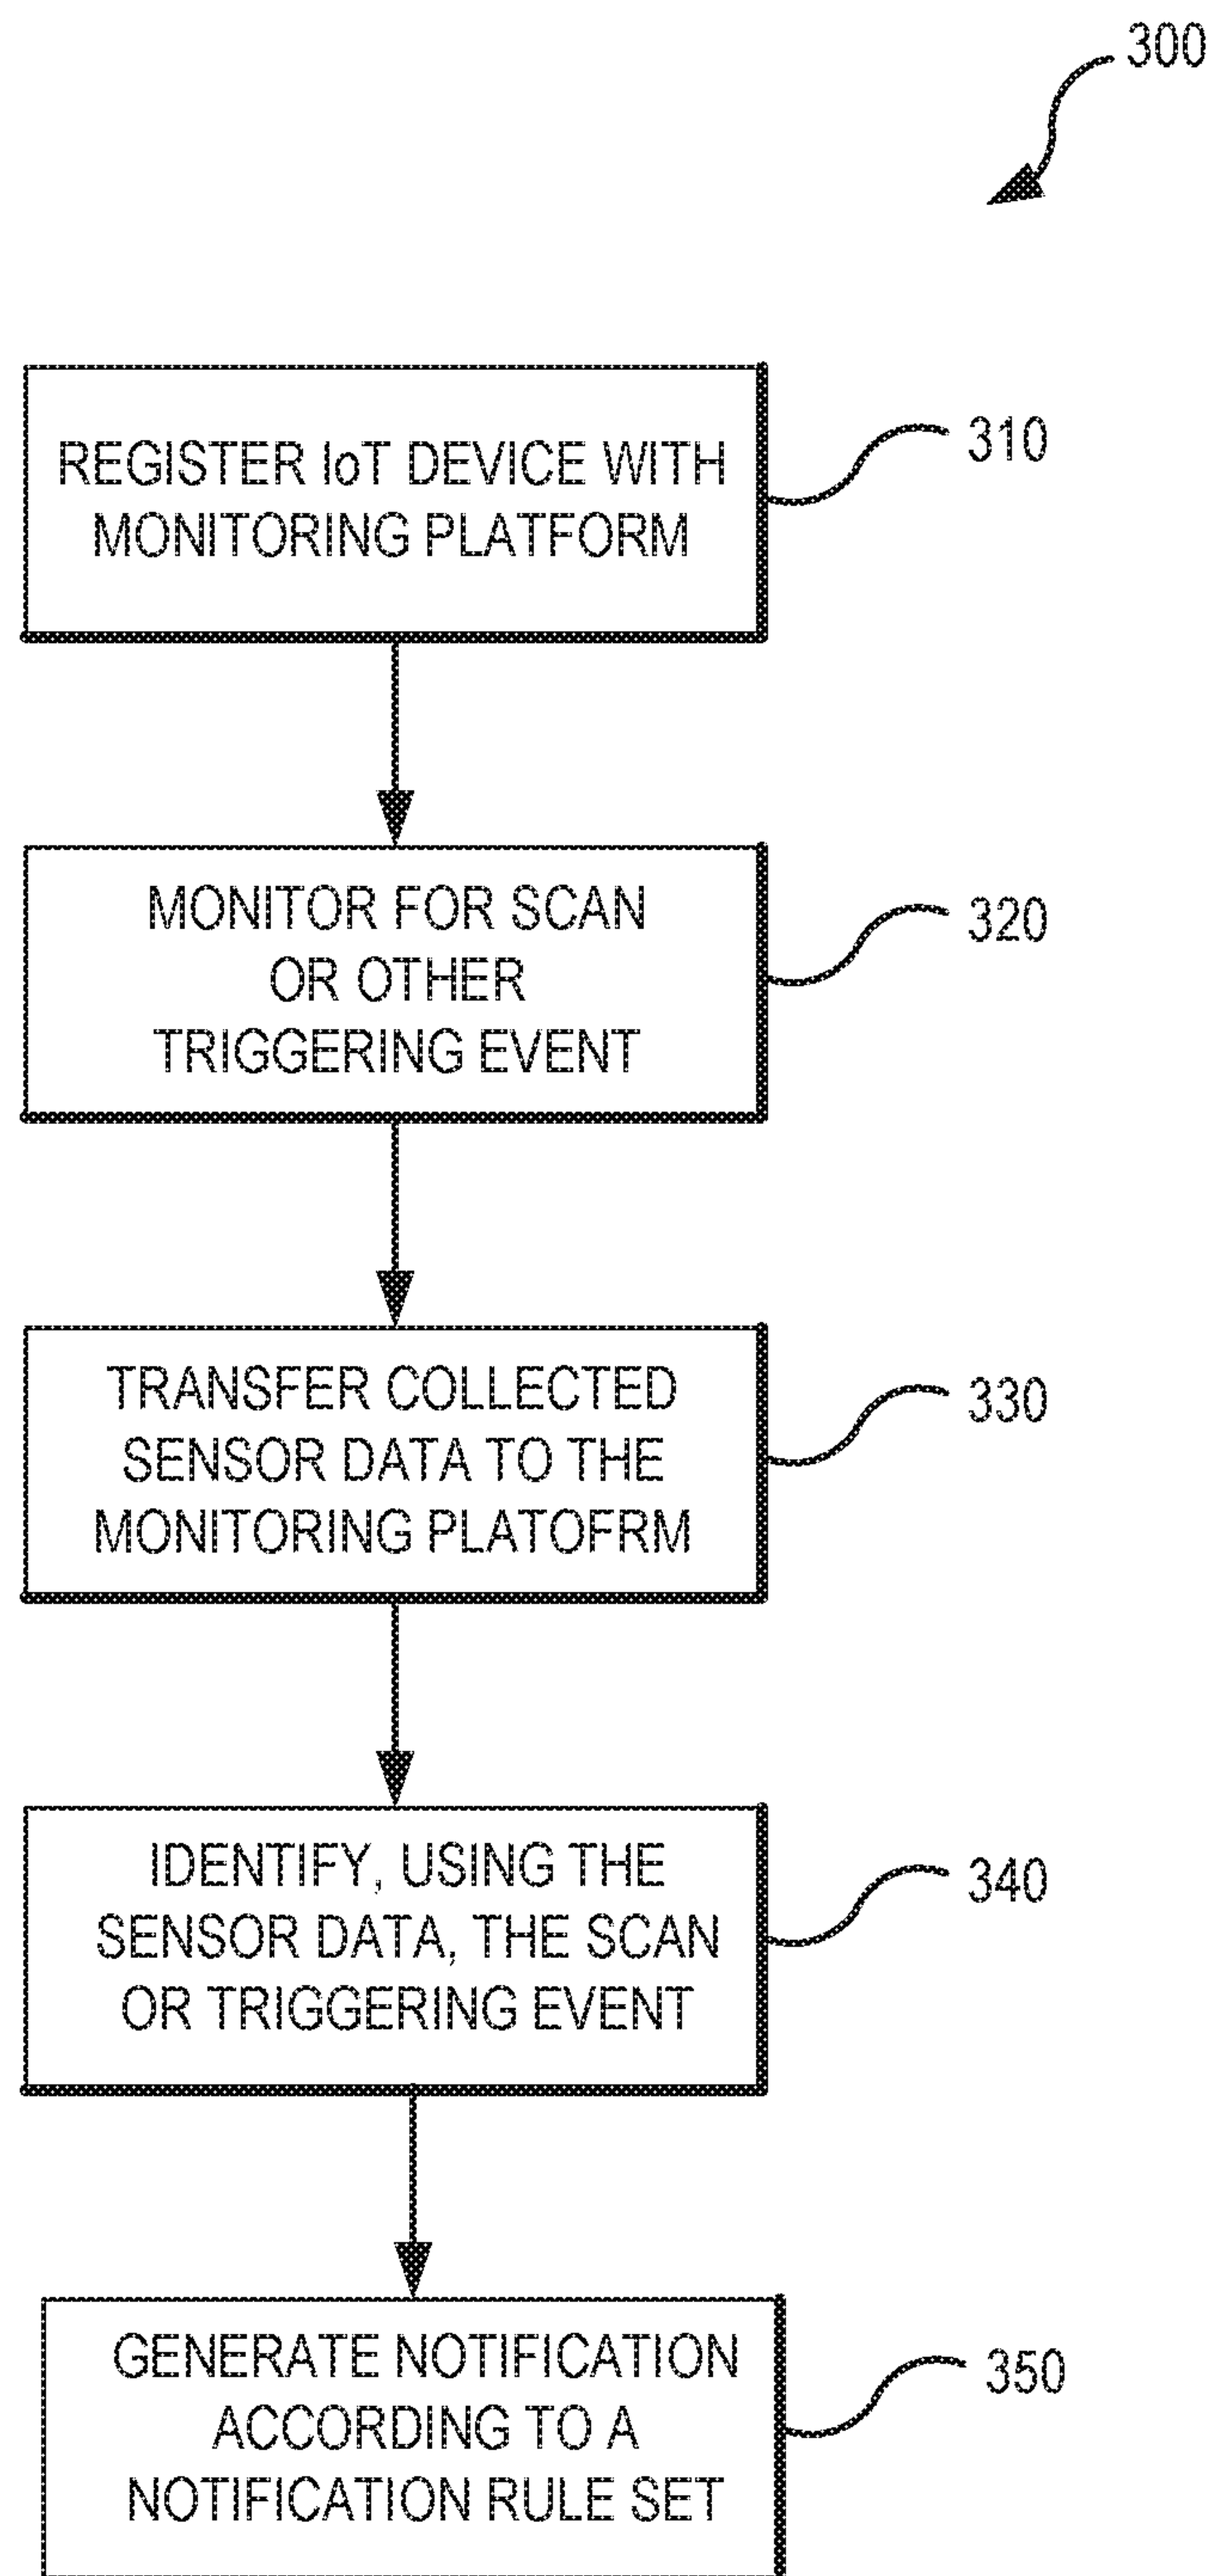 300
REGISTER IoT DEVICE WITH
MONITORING PLATFORM
310
MONITOR FOR SCAN
OR OTHER
TRIGGERING EVENT
320
TRANSFER COLLECTED
SENSOR DATA TO THE
MONITORING PLATOFRM
330
IDENTIFY, USING THE
SENSOR DATA, THE SCAN
OR TRIGGERING EVENT
340
GENERATE NOTIFICATION
ACCORDING TO A
NOTIFICATION RULE SET
350